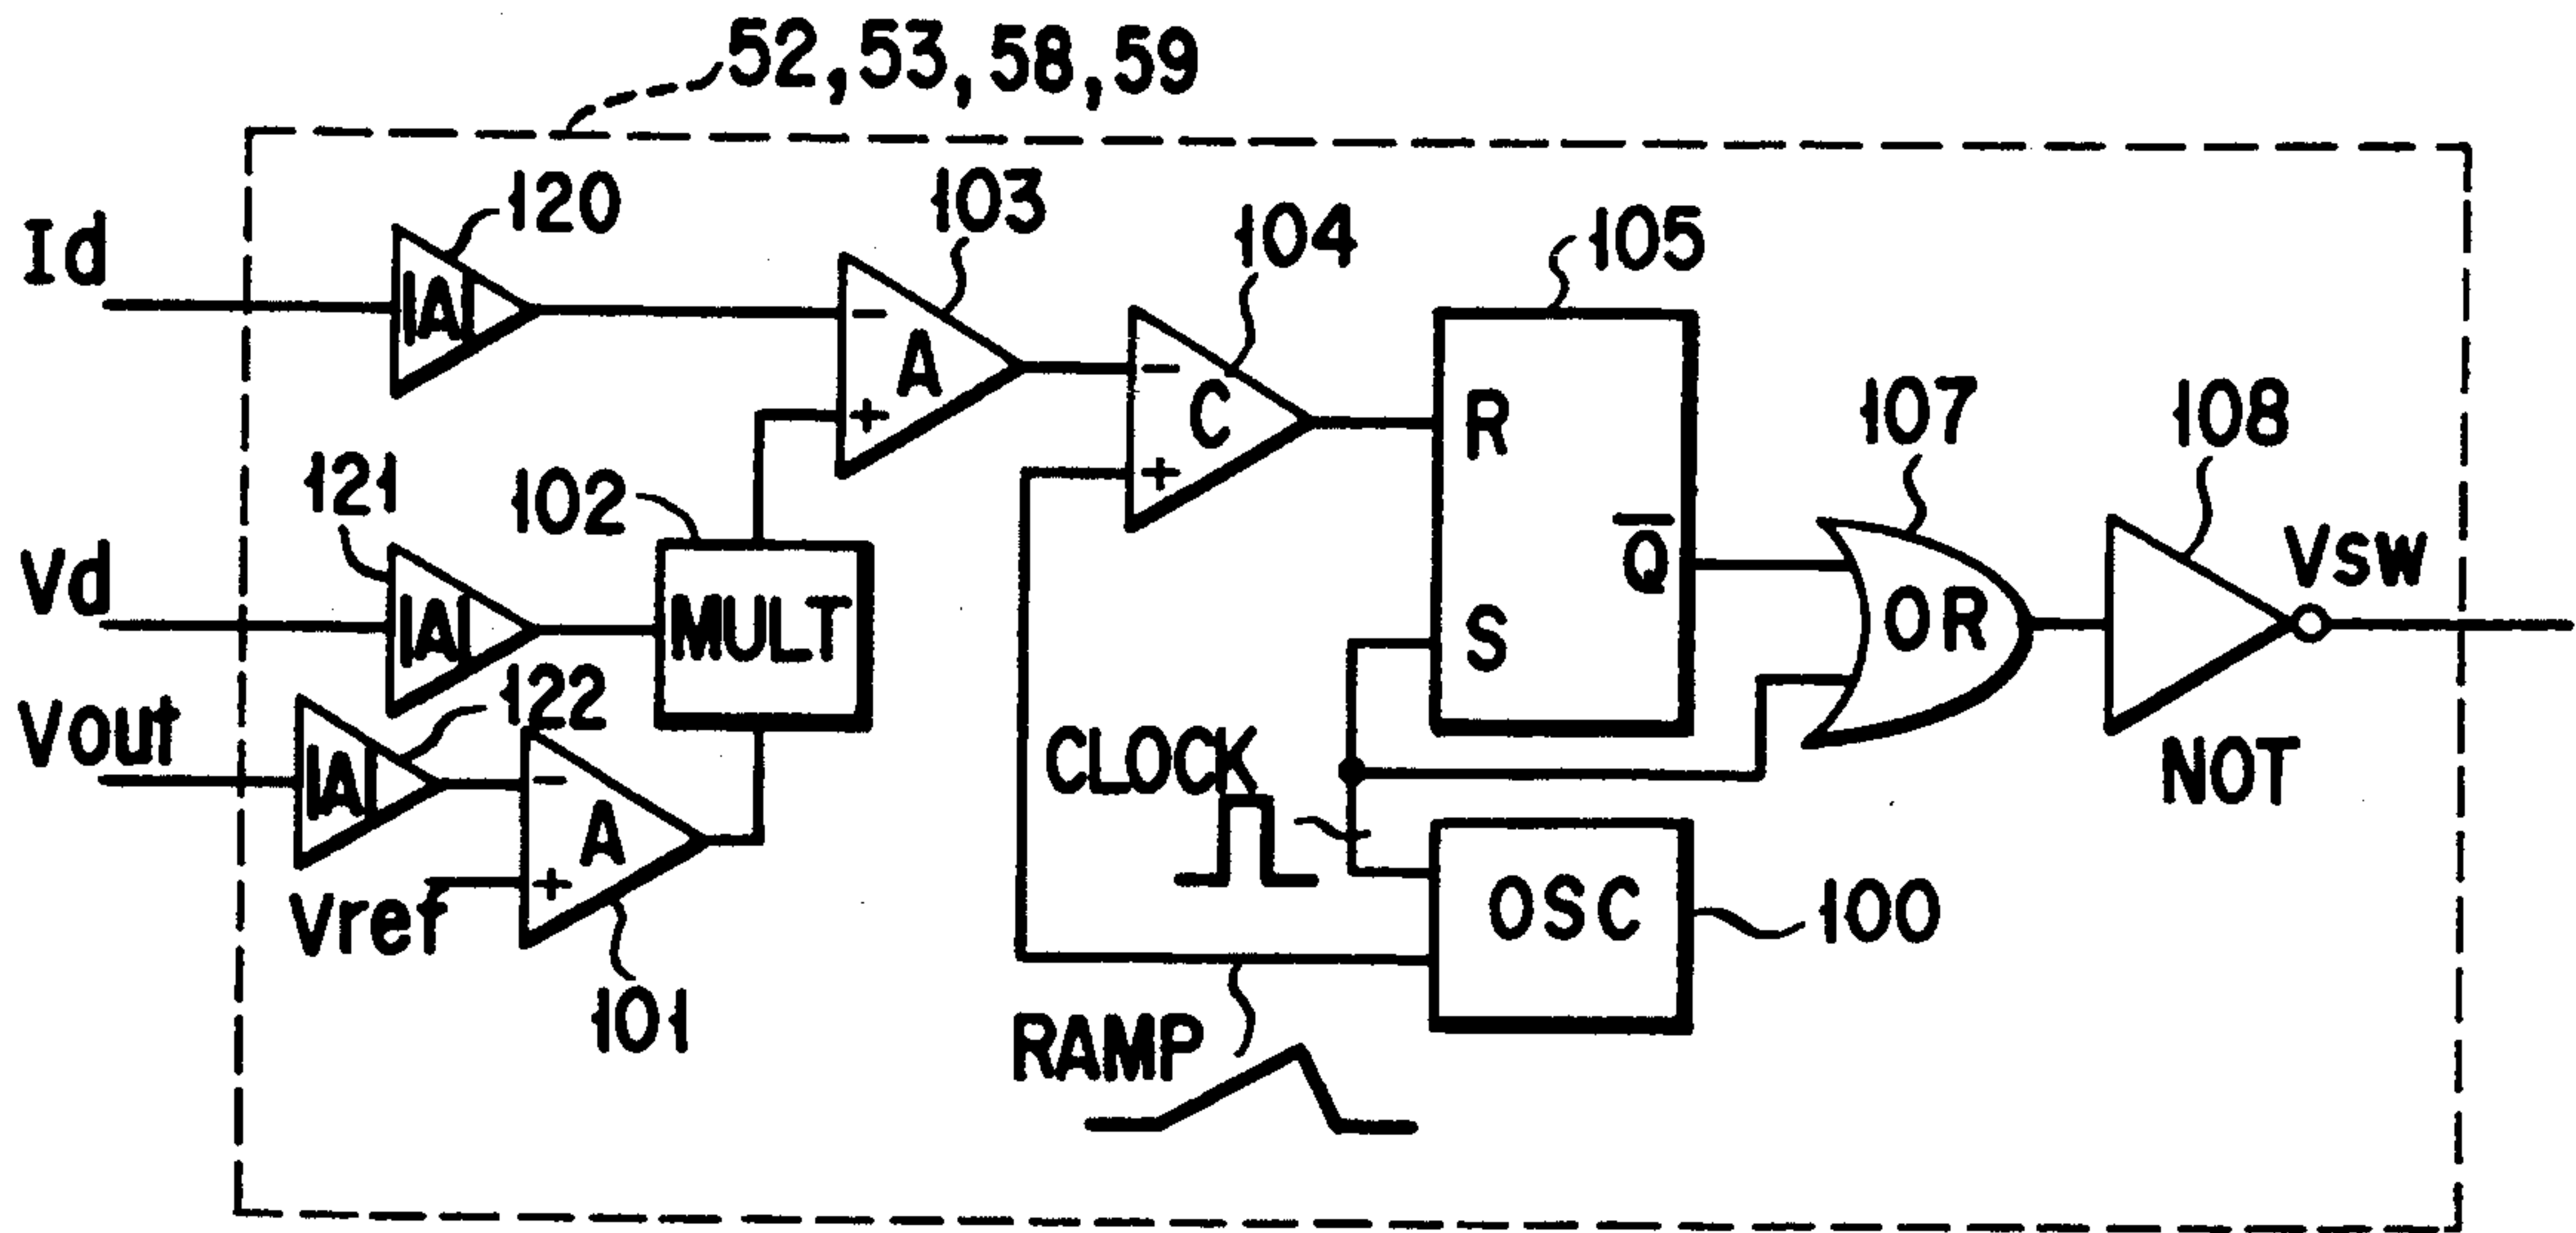 52, 53, 58, 59
Id
120
|A|
103
-
+
A
104
-
+
C
105
R
S
Q̅
107
OR
108
Vsw
NOT
121
Vd
|A|
102
MULT
122
Vout
|A|
-
+
A
Vref
101
CLOCK
OSC
100
RAMP